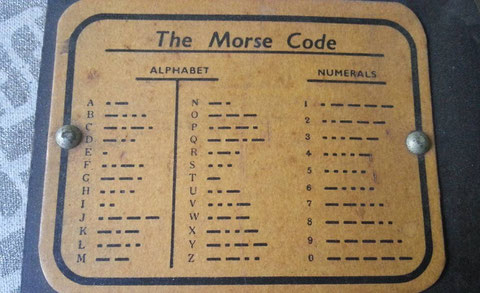 The Morse Code
ALPHABET
A
B
C
D
E
F
G
H
I
J
K
L
M
N
O
P
Q
R
S
T
U
V
W
X
Y
Z
NUMERALS
1
2
3
4
5
6
7
8
9
0